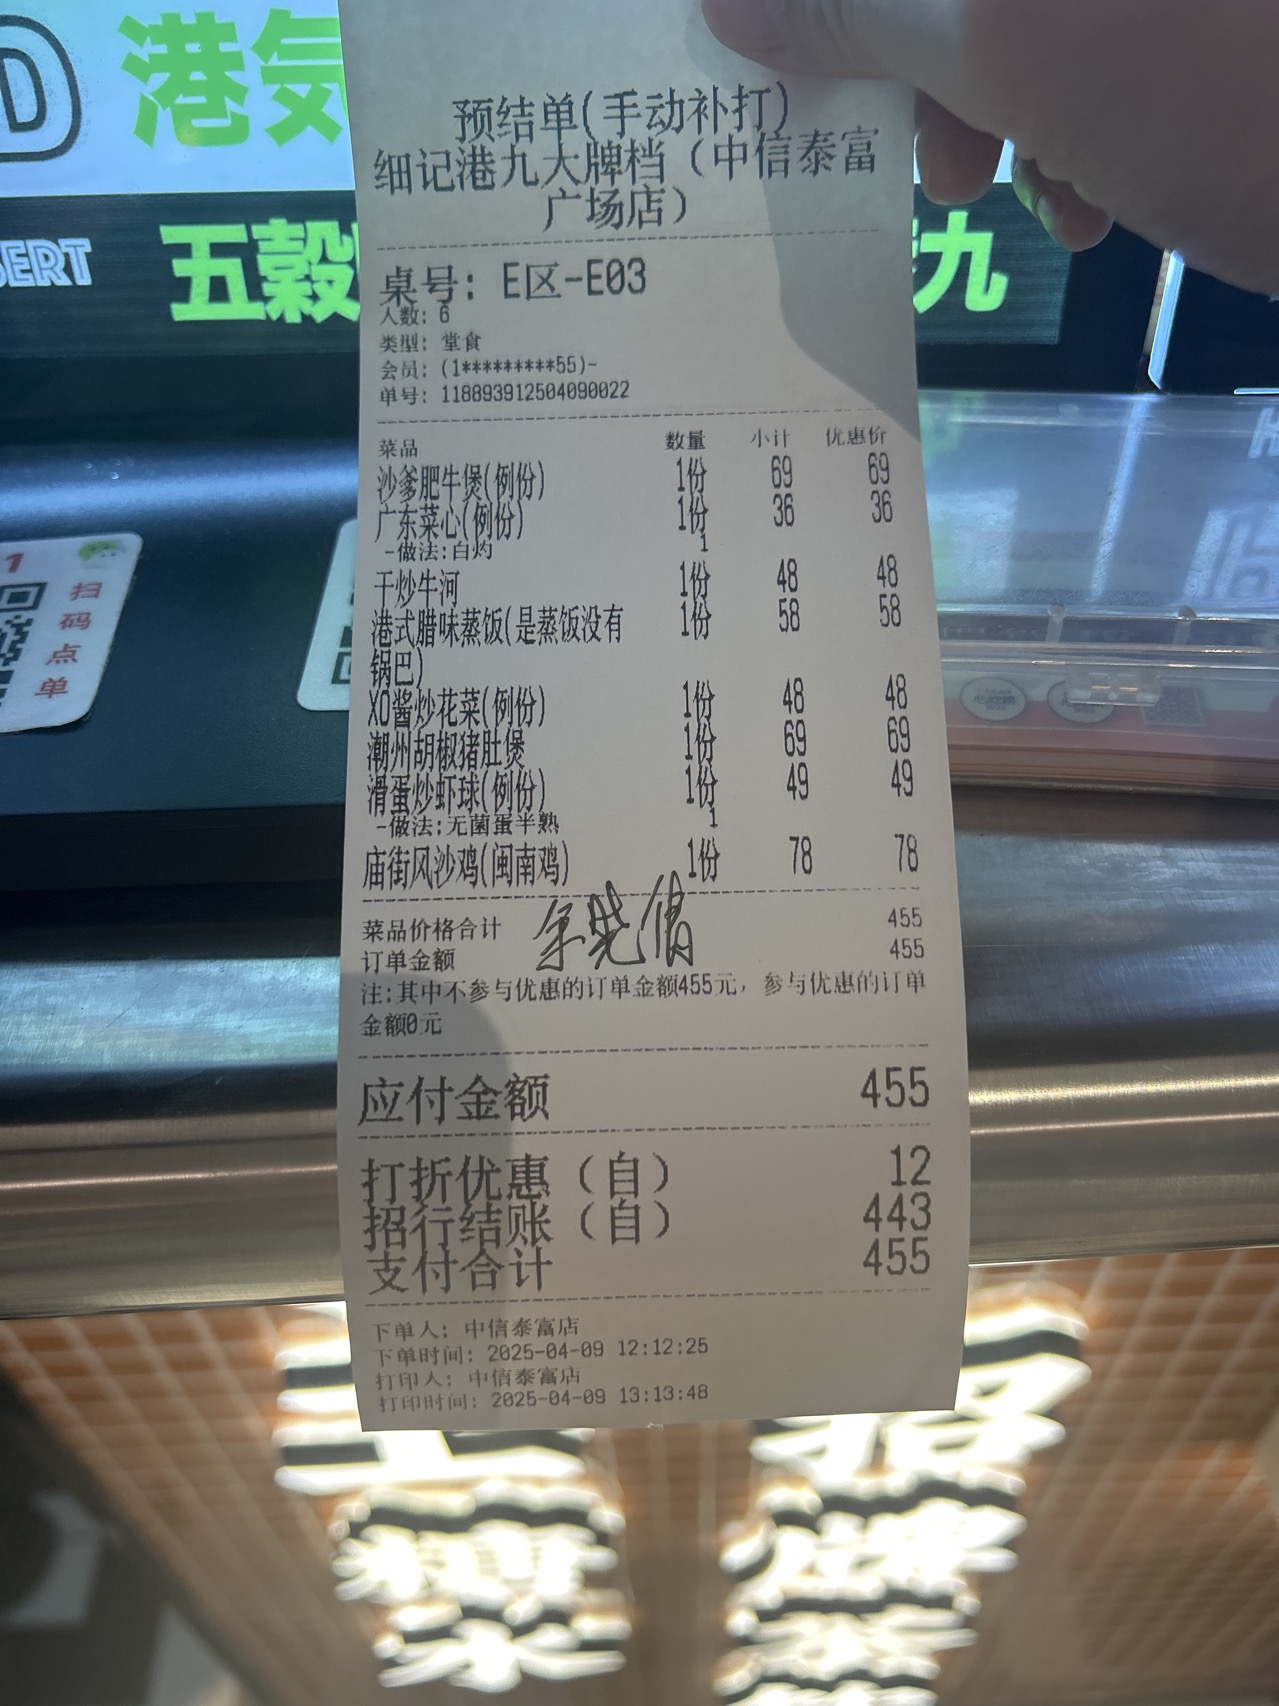 港気
五穀
九
1
扫码点单
预结单(手动补打)
细记港九大牌档（中信泰富
广场店）
桌号: E区-E03
人数: 6
类型: 堂食
会员: (1*********55)-
单号: 118893912504090022
菜品 数量 小计 优惠价
沙爹肥牛煲(例份) 1份 69 69
广东菜心(例份) 1份 36 36
-做法:白灼 1
干炒牛河 1份 48 48
港式腊味蒸饭(是蒸饭没有 1份 58 58
锅巴)
XO酱炒花菜(例份) 1份 48 48
潮州胡椒猪肚煲 1份 69 69
滑蛋炒虾球(例份) 1份 49 49
-做法:无菌蛋半熟 1
庙街风沙鸡(闽南鸡) 1份 78 78
菜品价格合计 455
订单金额 455
注:其中不参与优惠的订单金额455元，参与优惠的订单
金额0元
应付金额 455
打折优惠（自） 12
招行结账（自） 443
支付合计 455
下单人: 中信泰富店
下单时间: 2025-04-09 12:12:25
打印人: 中信泰富店
打印时间: 2025-04-09 13:13:48